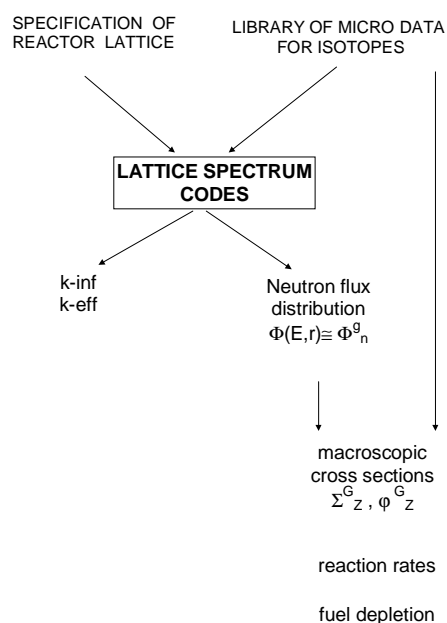 SPECIFICATION OF
REACTOR LATTICE
LIBRARY OF MICRO DATA
FOR ISOTOPES
LATTICE SPECTRUM
CODES
k-inf
k-eff
Neutron flux
distribution
Φ(E,r)≅ Φ^g_n
macroscopic
cross sections
Σ^G_Z , φ^G_Z
reaction rates
fuel depletion